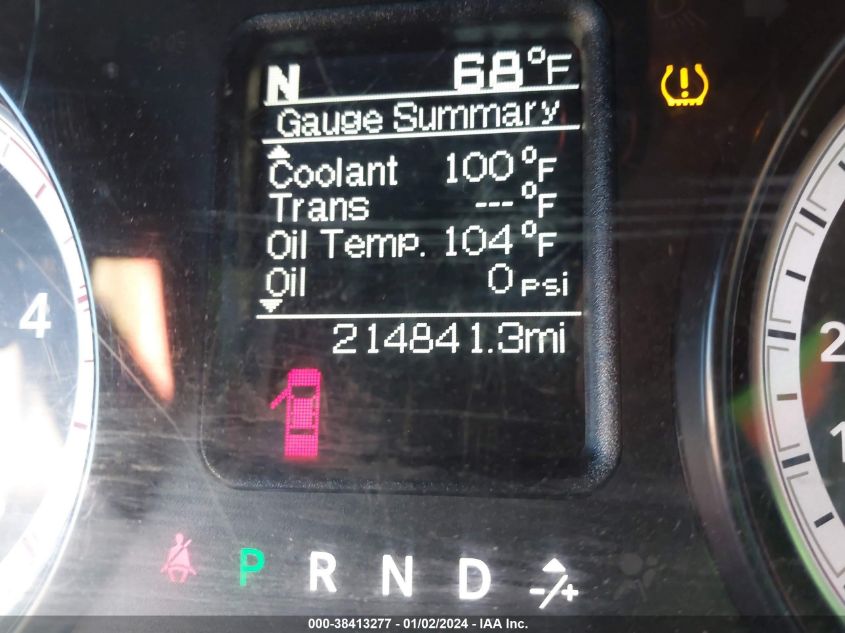 N 68°F
Gauge Summary
Coolant 100°F
Trans ---°F
Oil Temp. 104°F
Oil 0 psi
214841.3mi
4
2
1
P R N D -/+
000-38413277 - 01/02/2024 - IAA Inc.